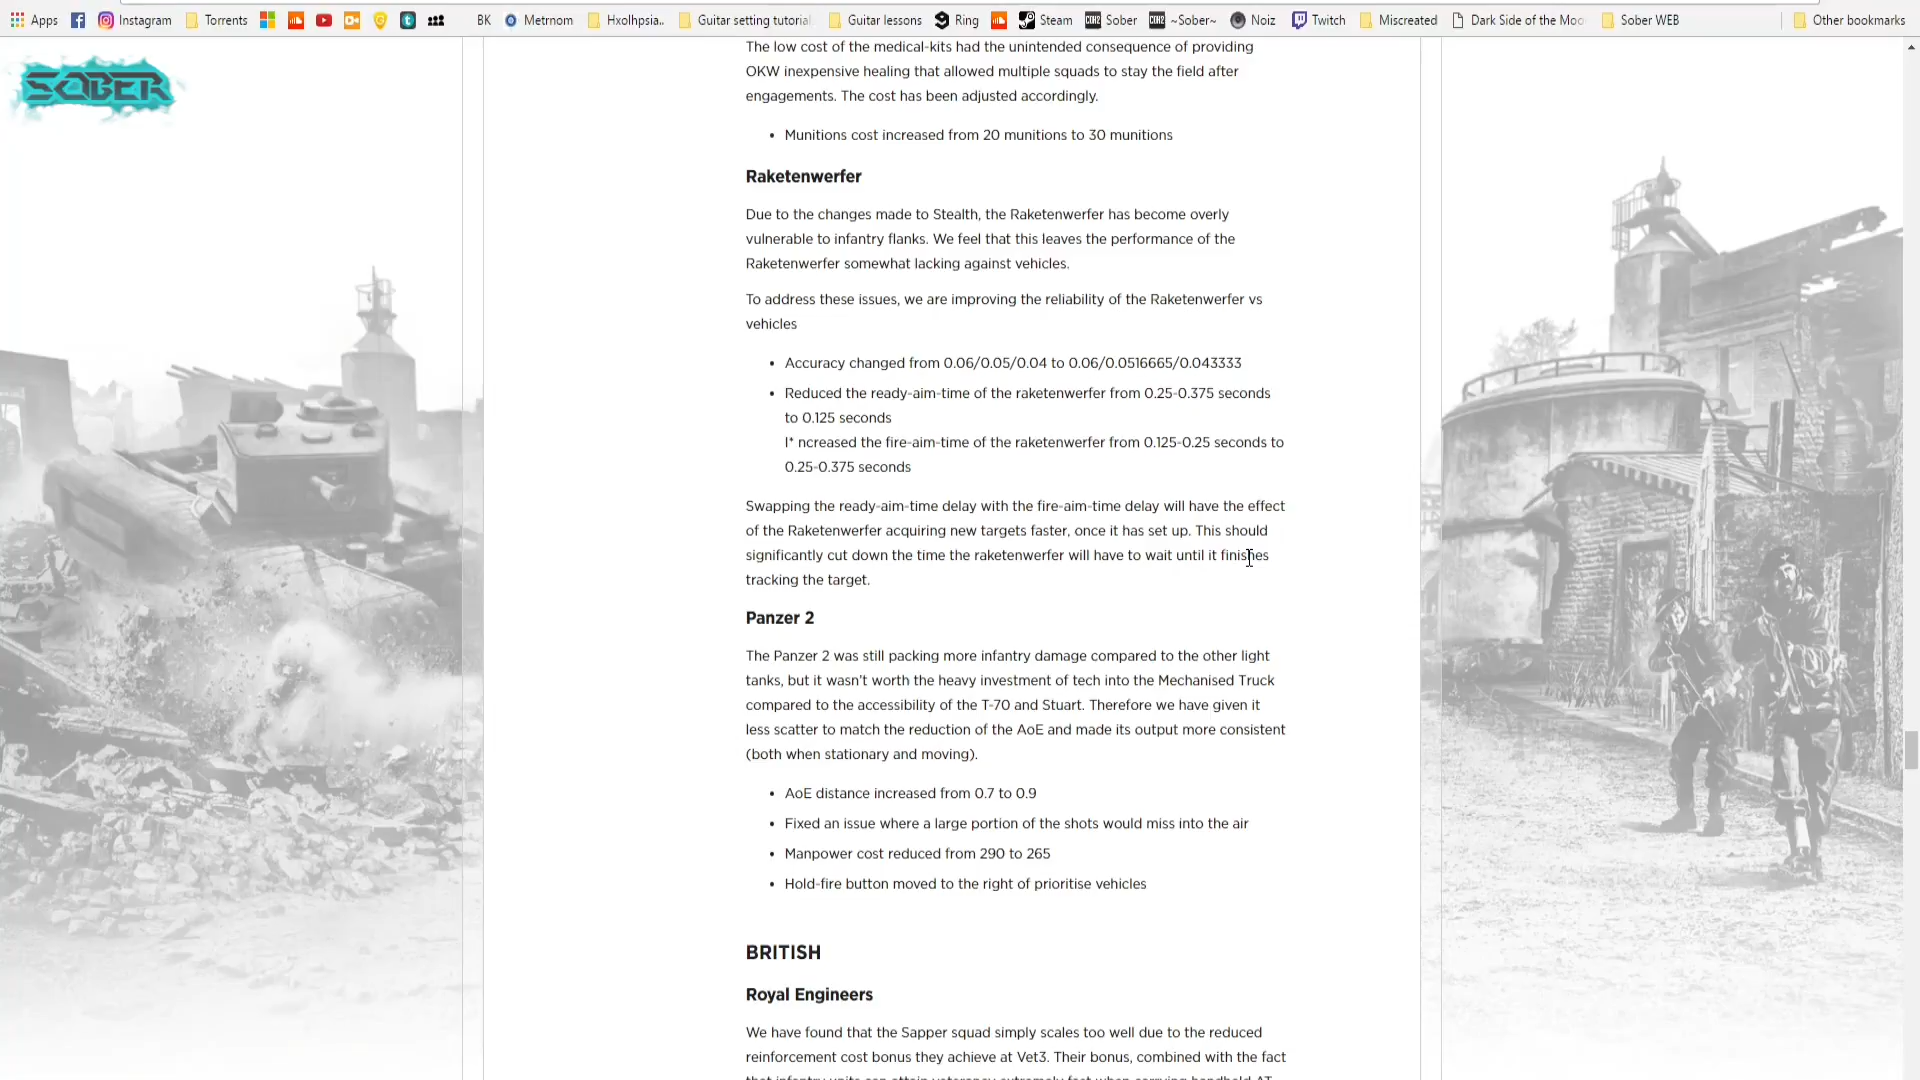 Apps Instagram Torrents BK Metrnom Hxolhpsia.. Guitar setting tutorial Guitar lessons Ring Steam Sober ~Sober~ Noiz Twitch Miscreated Dark Side of the Moo Sober WEB Other bookmarks
SOBER
The low cost of the medical-kits had the unintended consequence of providing
OKW inexpensive healing that allowed multiple squads to stay the field after
engagements. The cost has been adjusted accordingly.
• Munitions cost increased from 20 munitions to 30 munitions
Raketenwerfer
Due to the changes made to Stealth, the Raketenwerfer has become overly
vulnerable to infantry flanks. We feel that this leaves the performance of the
Raketenwerfer somewhat lacking against vehicles.
To address these issues, we are improving the reliability of the Raketenwerfer vs
vehicles
• Accuracy changed from 0.06/0.05/0.04 to 0.06/0.0516665/0.043333
• Reduced the ready-aim-time of the raketenwerfer from 0.25-0.375 seconds
to 0.125 seconds
I* ncreased the fire-aim-time of the raketenwerfer from 0.125-0.25 seconds to
0.25-0.375 seconds
Swapping the ready-aim-time delay with the fire-aim-time delay will have the effect
of the Raketenwerfer acquiring new targets faster, once it has set up. This should
significantly cut down the time the raketenwerfer will have to wait until it finishes
tracking the target.
Panzer 2
The Panzer 2 was still packing more infantry damage compared to the other light
tanks, but it wasn't worth the heavy investment of tech into the Mechanised Truck
compared to the accessibility of the T-70 and Stuart. Therefore we have given it
less scatter to match the reduction of the AoE and made its output more consistent
(both when stationary and moving).
• AoE distance increased from 0.7 to 0.9
• Fixed an issue where a large portion of the shots would miss into the air
• Manpower cost reduced from 290 to 265
• Hold-fire button moved to the right of prioritise vehicles
BRITISH
Royal Engineers
We have found that the Sapper squad simply scales too well due to the reduced
reinforcement cost bonus they achieve at Vet3. Their bonus, combined with the fact
that infantry units can attain veterancy extremely fast when carrying handheld AT